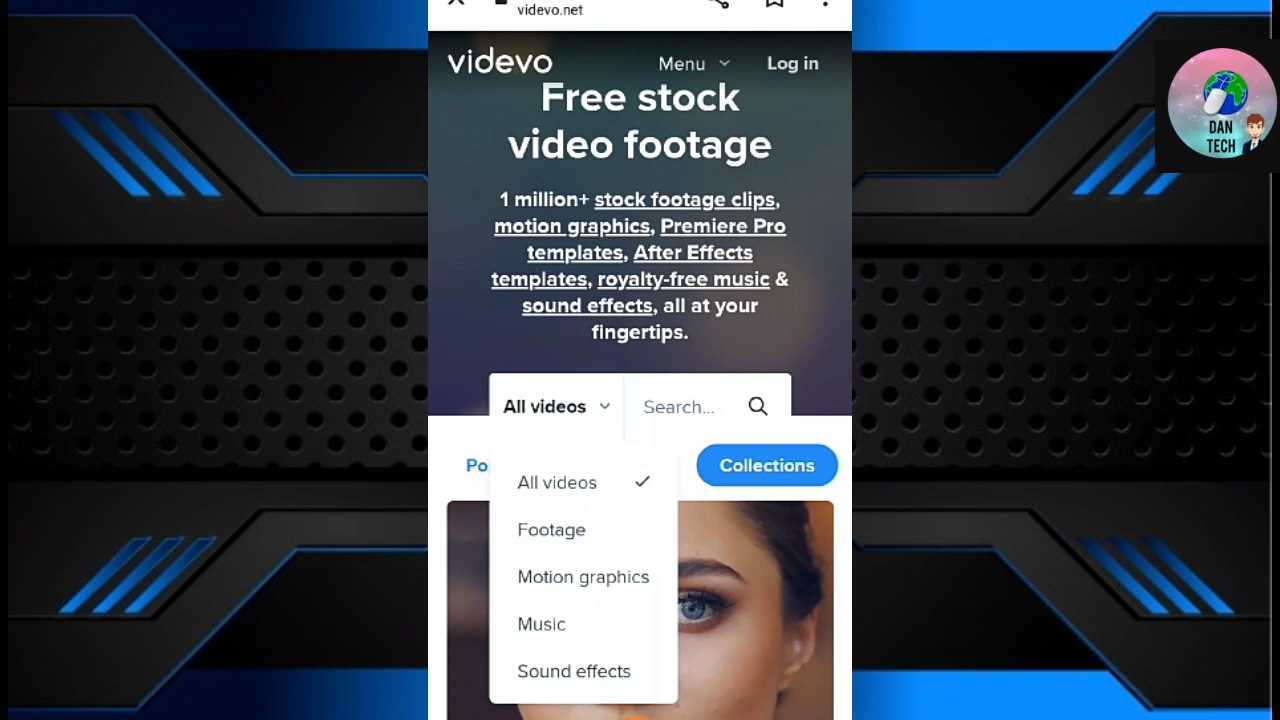 videvo.net
videvo
Menu
Log in
Free stock
video footage
1 million+ stock footage clips,
motion graphics, Premiere Pro
templates, After Effects
templates, royalty-free music &
sound effects, all at your
fingertips.
All videos
Search...
Po
Collections
All videos
Footage
Motion graphics
Music
Sound effects
DAN
TECH